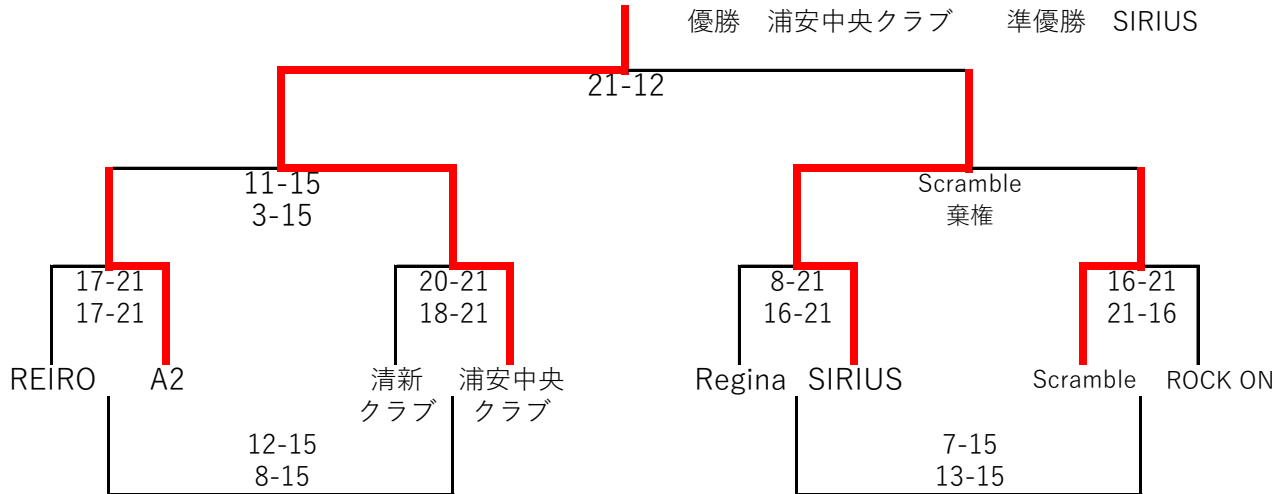 優勝　浦安中央クラブ　　準優勝　SIRIUS
21-12
11-15
3-15
Scramble
棄権
17-21
17-21
20-21
18-21
8-21
16-21
16-21
21-16
REIRO
A2
清新
クラブ
浦安中央
クラブ
Regina
SIRIUS
Scramble
ROCK ON
12-15
8-15
7-15
13-15